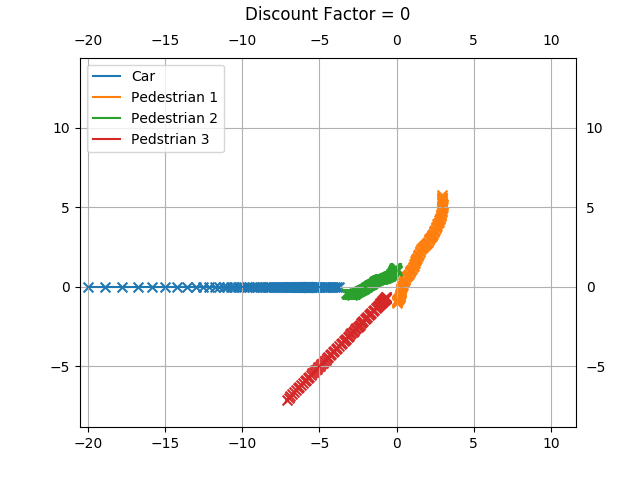 Discount Factor = 0
−20 −15 −10 −5 0 5 10
Car
Pedestrian 1
Pedestrian 2
Pedstrian 3
10 10
5 5
0 0
−5 −5
−20 −15 −10 −5 0 5 10